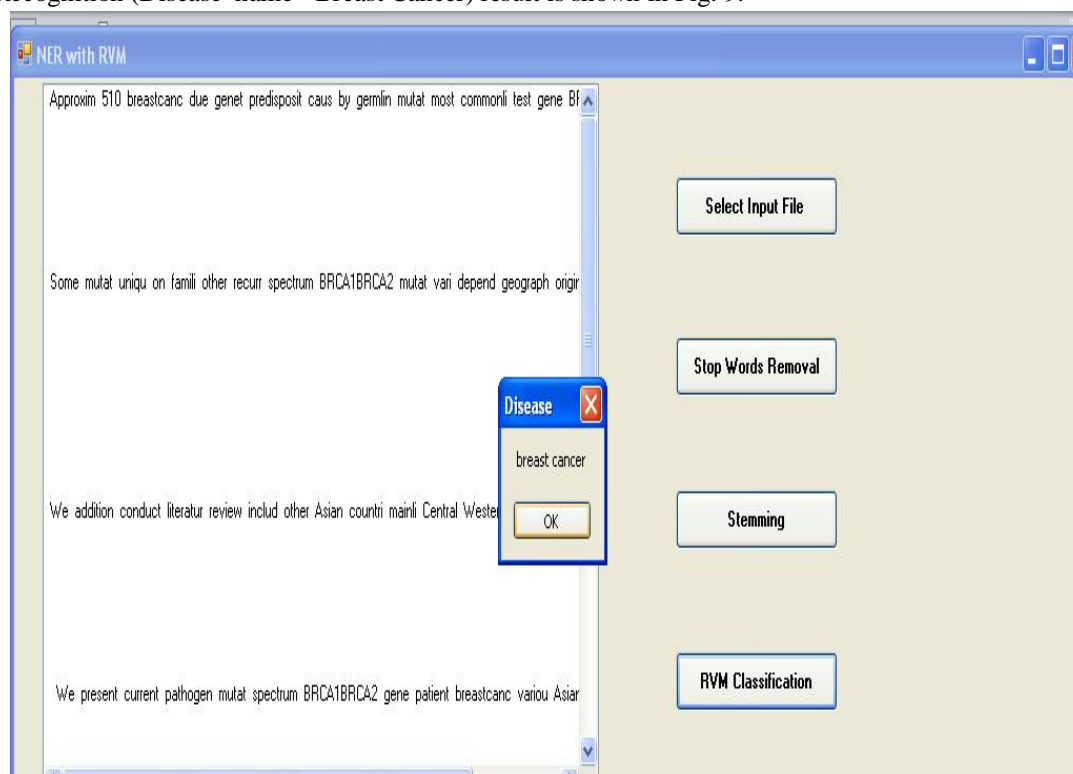 recognition (Disease name - Breast Cancer) result is shown in Fig. 9.
NER with RVM
Approxim 510 breastcanc due genet predisposit caus by germlin mutat most commonli test gene
Select Input File
Some mutat uniqu on famili other recurr spectrum BRCA1BRCA2 mutat vari depend geograph origin
Stop Words Removal
Disease
breast cancer
We addition conduct literatur review includ other Asian countri mainli Central
OK
Stemming
We present current pathogen mutat spectrum BRCA1BRCA2 gene patient breastcanc variou Asian
RVM Classification